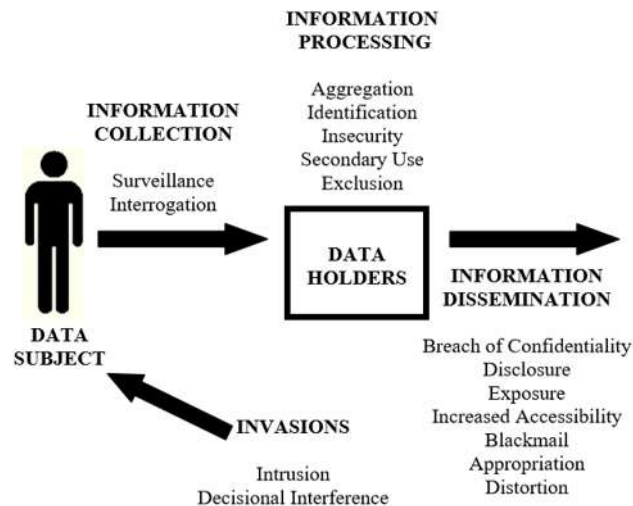 INFORMATION
PROCESSING
Aggregation
Identification
Insecurity
Secondary Use
Exclusion
INFORMATION
COLLECTION
Surveillance
Interrogation
DATA
HOLDERS
INFORMATION
DISSEMINATION
Breach of Confidentiality
Disclosure
Exposure
Increased Accessibility
Blackmail
Appropriation
Distortion
DATA
SUBJECT
INVASIONS
Intrusion
Decisional Interference